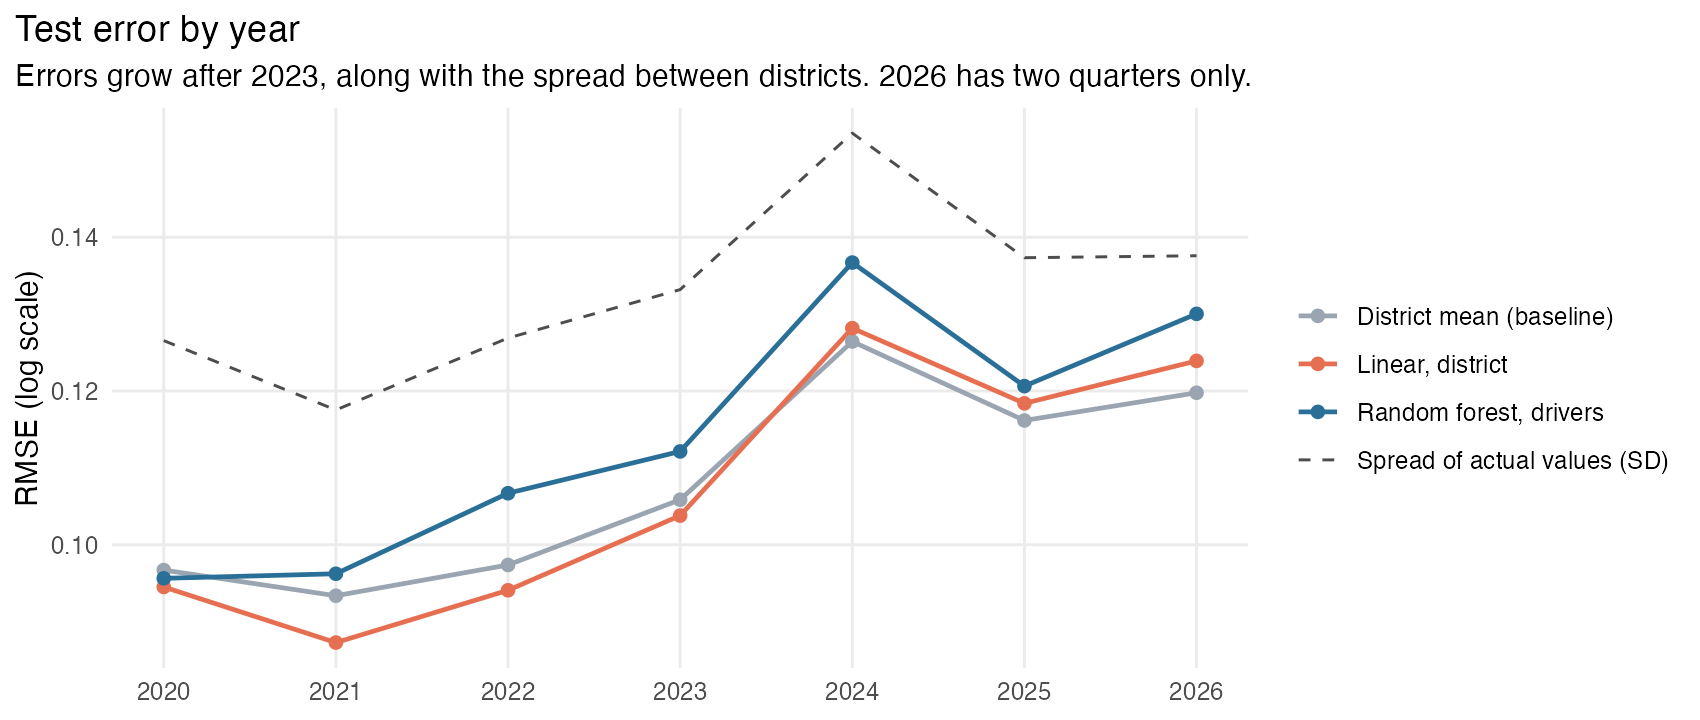 Test error by year
Errors grow after 2023, along with the spread between districts. 2026 has two quarters only.
RMSE (log scale)
0.14
0.12
0.10
2020 2021 2022 2023 2024 2025 2026
District mean (baseline)
Linear, district
Random forest, drivers
Spread of actual values (SD)